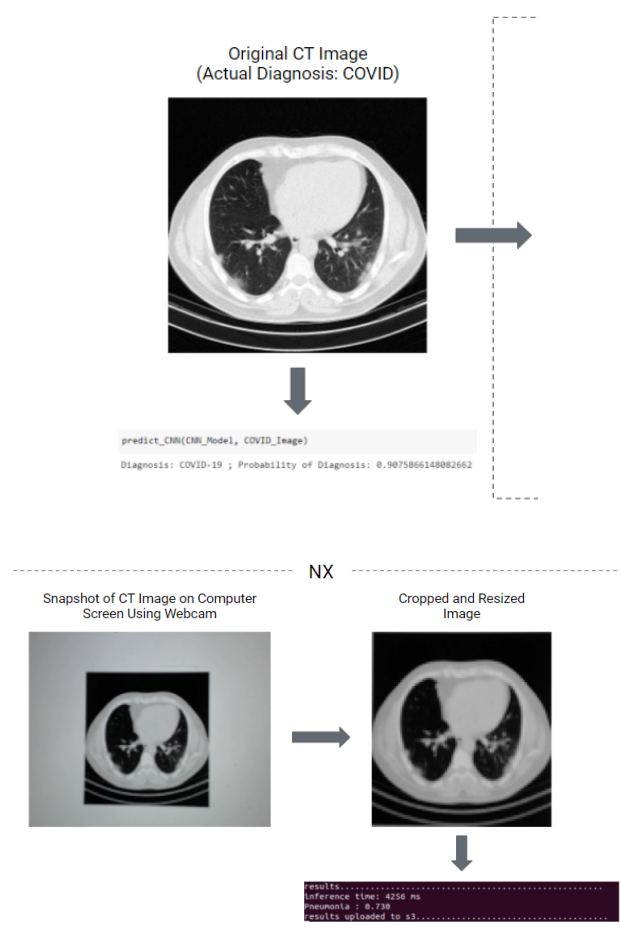 Original CT Image
(Actual Diagnosis: COVID)
predict_CNN(CNN_Model, COVID_Image)
Diagnosis: COVID-19 ; Probability of Diagnosis: 0.9075866148082662
NX
Snapshot of CT Image on Computer
Screen Using Webcam
Cropped and Resized
Image
results....................................................
inference time: 4256 ms
Pneumonia : 0.730
results uploaded to s3......................................